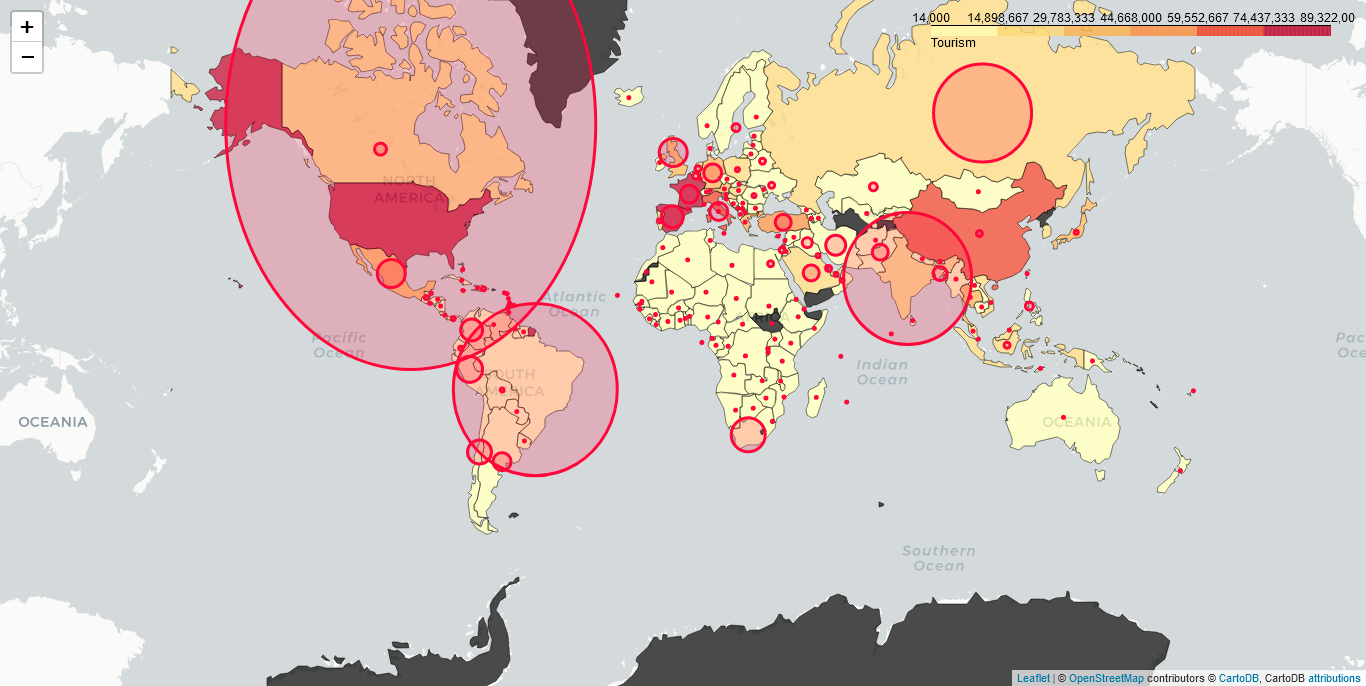 +
−
14,000 14,898,667 29,783,333 44,668,000 59,552,667 74,437,333 89,322,00
Tourism
NORTH
AMERICA
Atlantic
Ocean
Pacific
Ocean
Pac
Oce
SOUTH
AMERICA
Indian
Ocean
OCEANIA
OCEANIA
Southern
Ocean
Leaflet | © OpenStreetMap contributors © CartoDB, CartoDB attributions